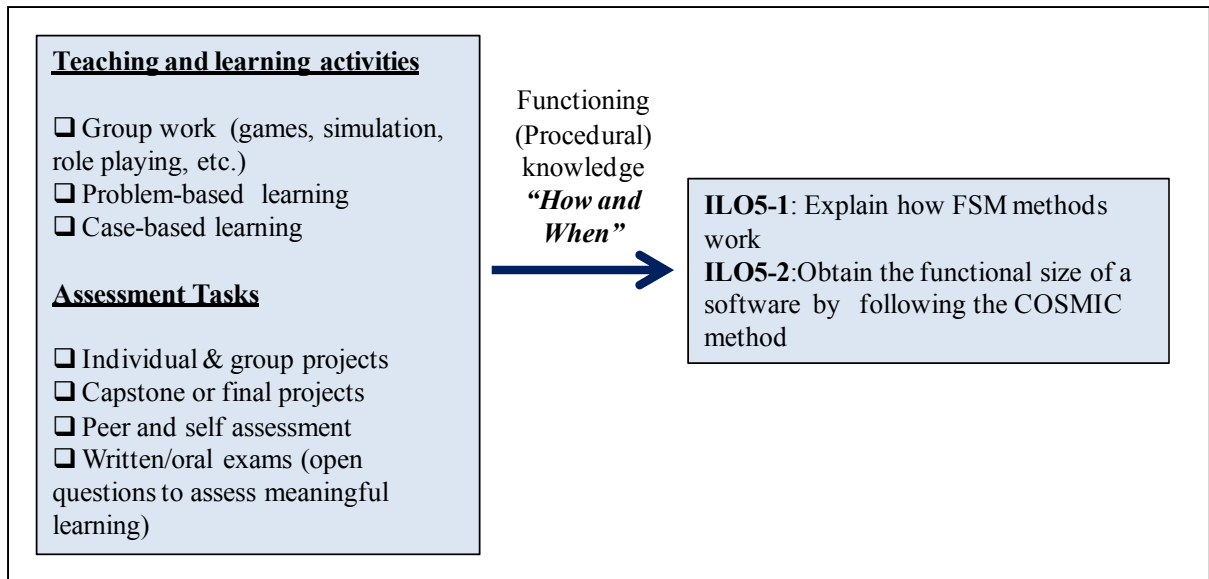 Teaching and learning activities
❑ Group work (games, simulation,
role playing, etc.)
❑ Problem-based learning
❑ Case-based learning
Assessment Tasks
❑ Individual & group projects
❑ Capstone or final projects
❑ Peer and self assessment
❑ Written/oral exams (open
questions to assess meaningful
learning)
Functioning
(Procedural)
knowledge
“How and
When”
ILO5-1: Explain how FSM methods
work
ILO5-2:Obtain the functional size of a
software by following the COSMIC
method